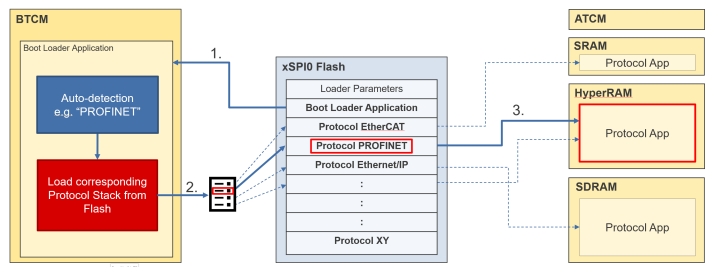 BTCM
Boot Loader Application
Auto-detection
e.g. “PROFINET”
Load corresponding
Protocol Stack from
Flash
1.
2.
xSPI0 Flash
Loader Parameters
Boot Loader Application
Protocol EtherCAT
Protocol PROFINET
Protocol Ethernet/IP
:
:
:
Protocol XY
3.
ATCM
SRAM
Protocol App
HyperRAM
Protocol App
SDRAM
Protocol App